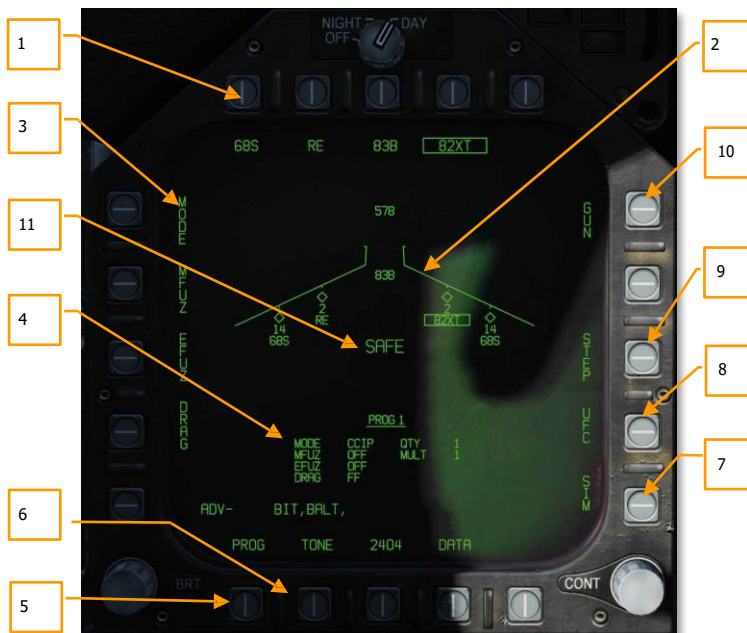 NIGHT DAY
OFF
1
2
3
68S RE 83B 82XT
10
MODE
578
GUN
11
83B
MFUZ
2
RE
2
82XT
9
14
68S
14
68S
4
EFUZ
SAFE
STEP
8
DRAG
PROG 1
UFC
MODE CCIP QTY 1
MFUZ OFF MULT 1
EFUZ OFF
DRAG FF
7
SIM
6
ADV- BIT,BALT,
PROG TONE 2404 DATA
BRT
CONT
5